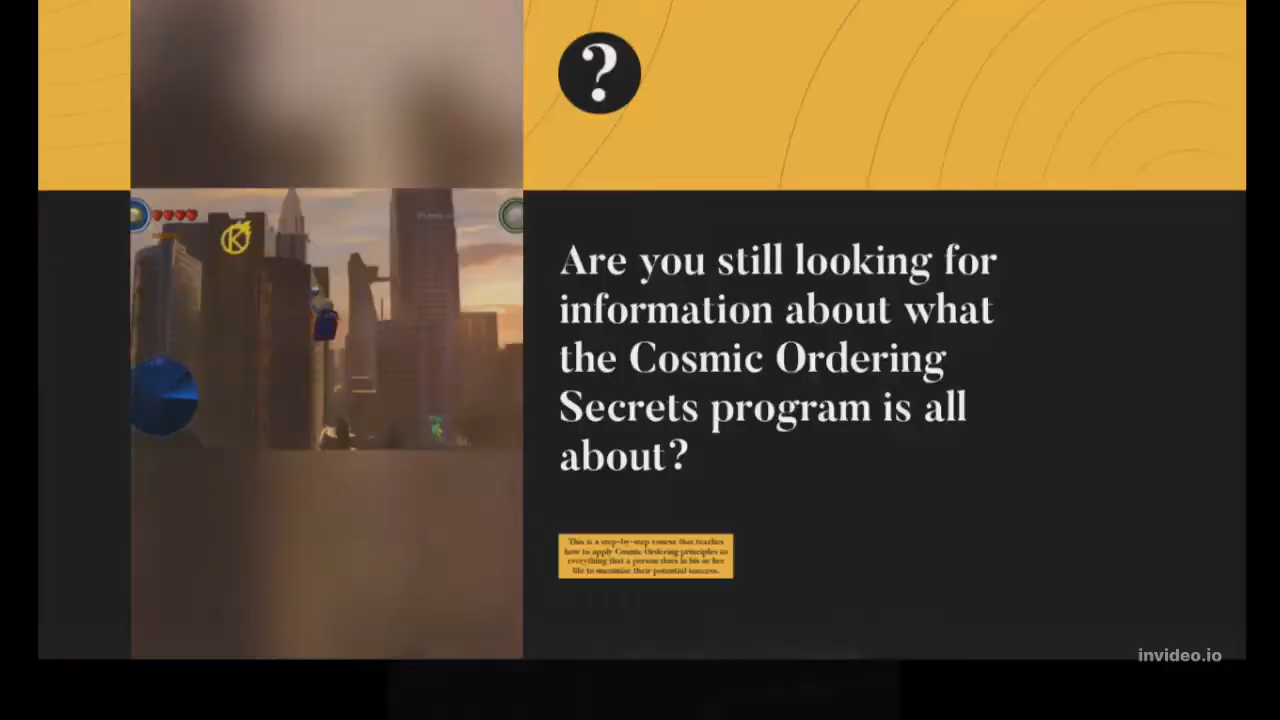 ?
Are you still looking for
information about what
the Cosmic Ordering
Secrets program is all
about?
This is a step-by-step course that teaches
how to apply Cosmic Ordering principles to
everything that a person does in his or her
life to maximize their potential success.
K
invideo.io